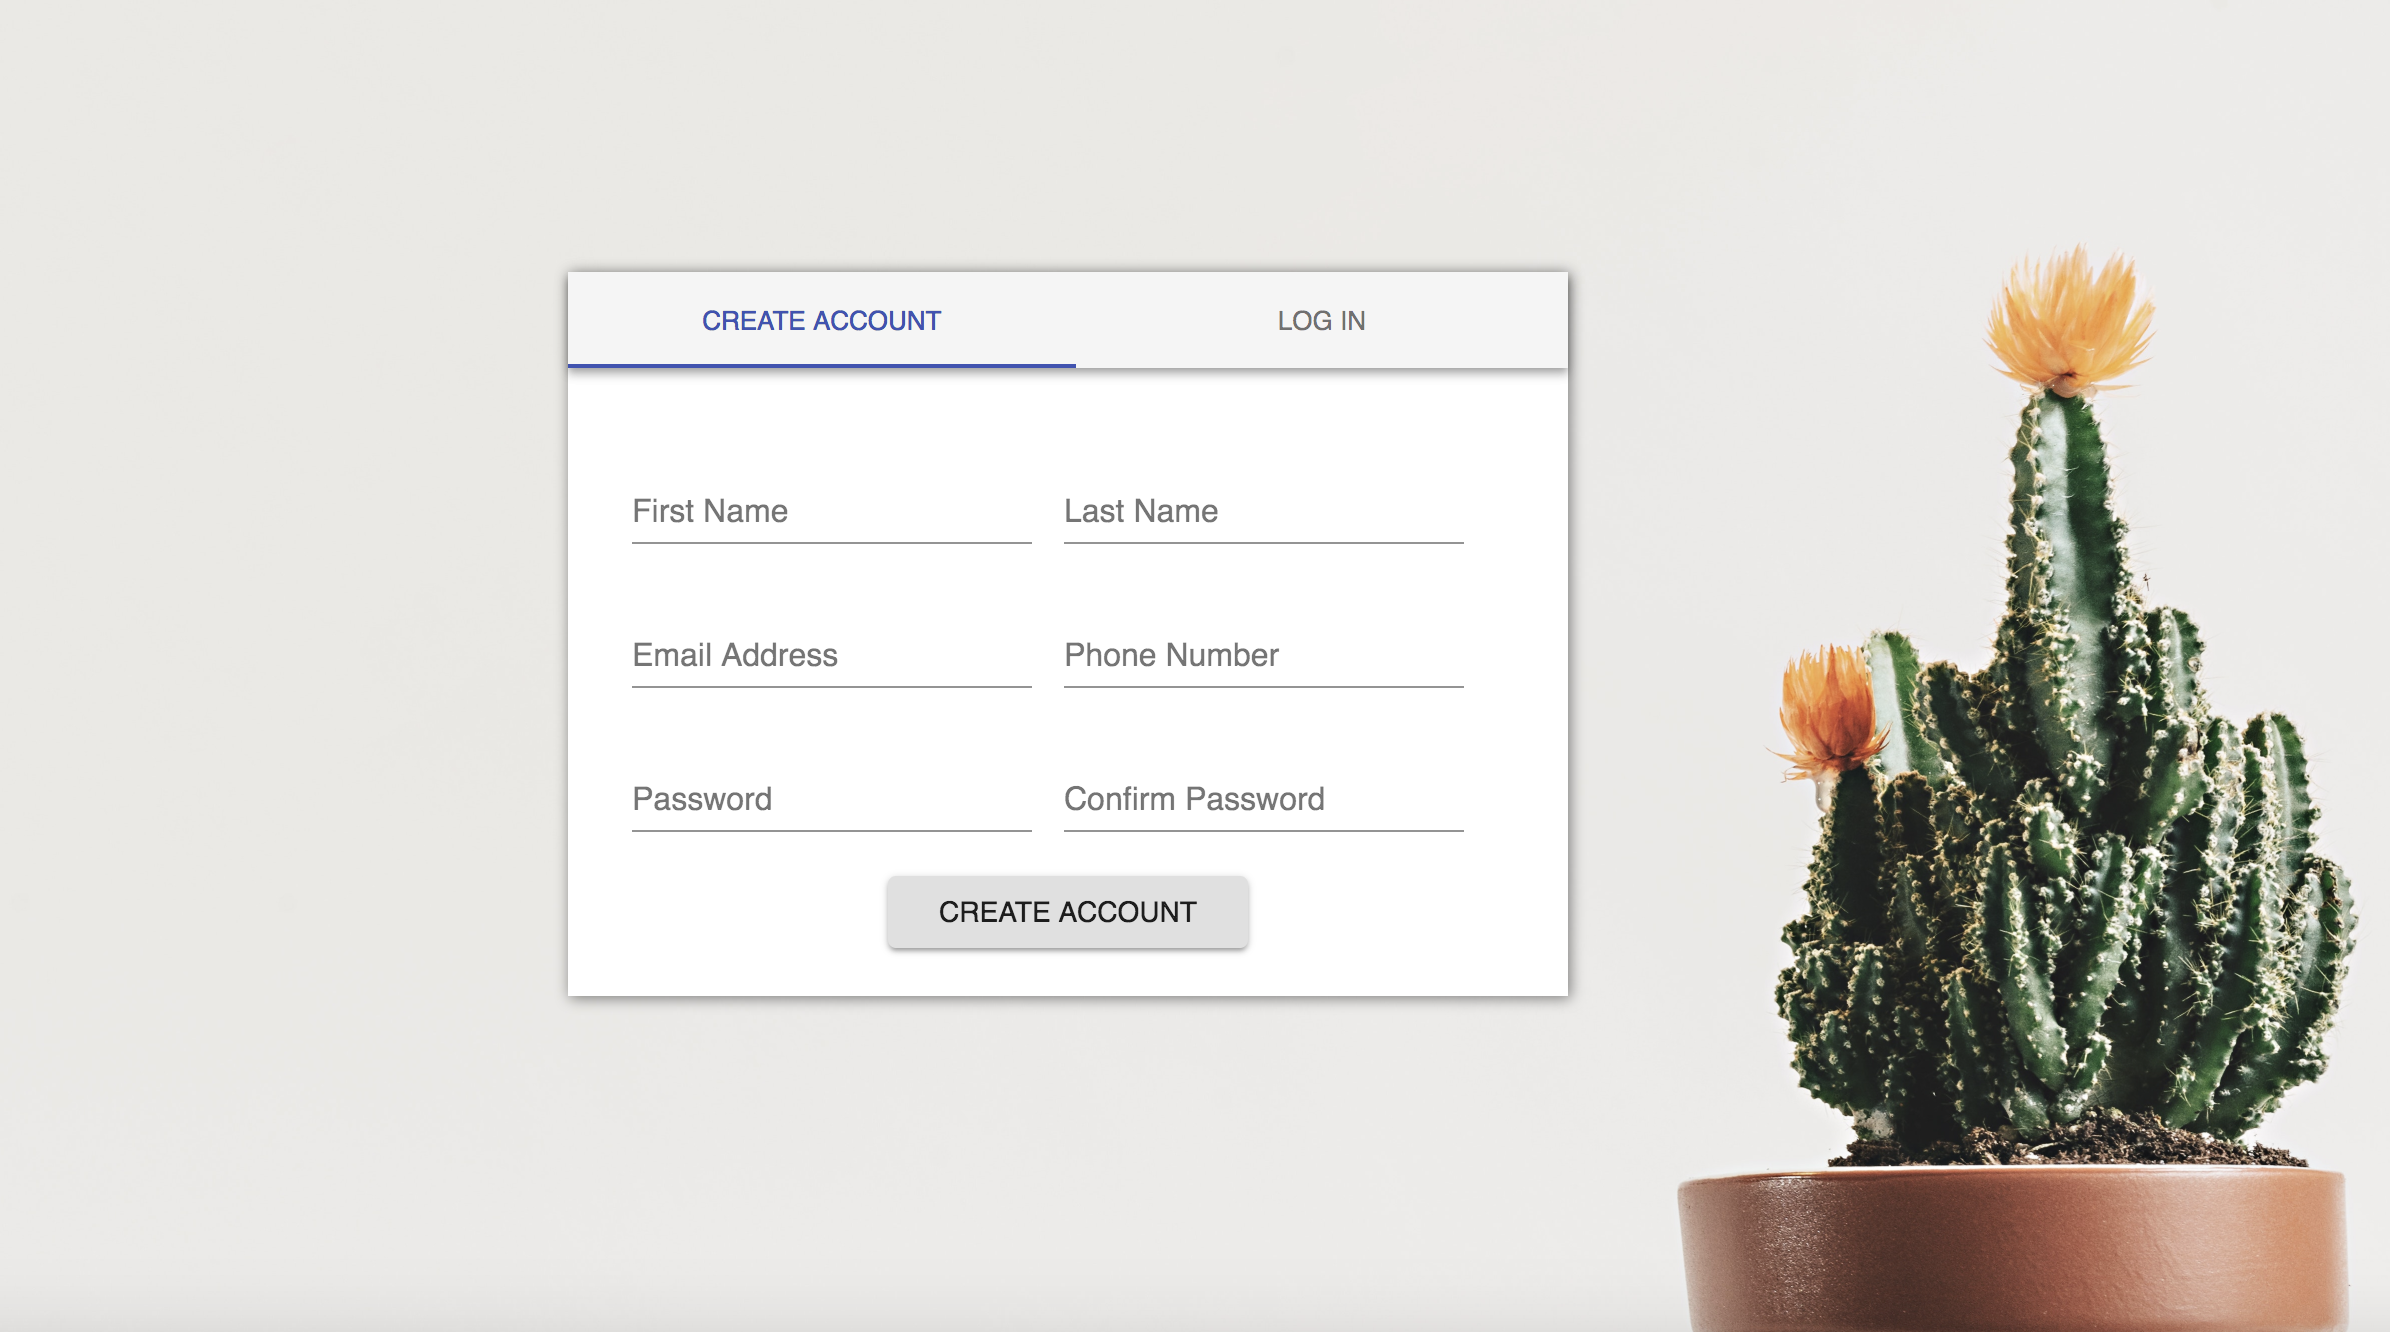 CREATE ACCOUNT LOG IN
First Name Last Name
Email Address Phone Number
Password Confirm Password
CREATE ACCOUNT